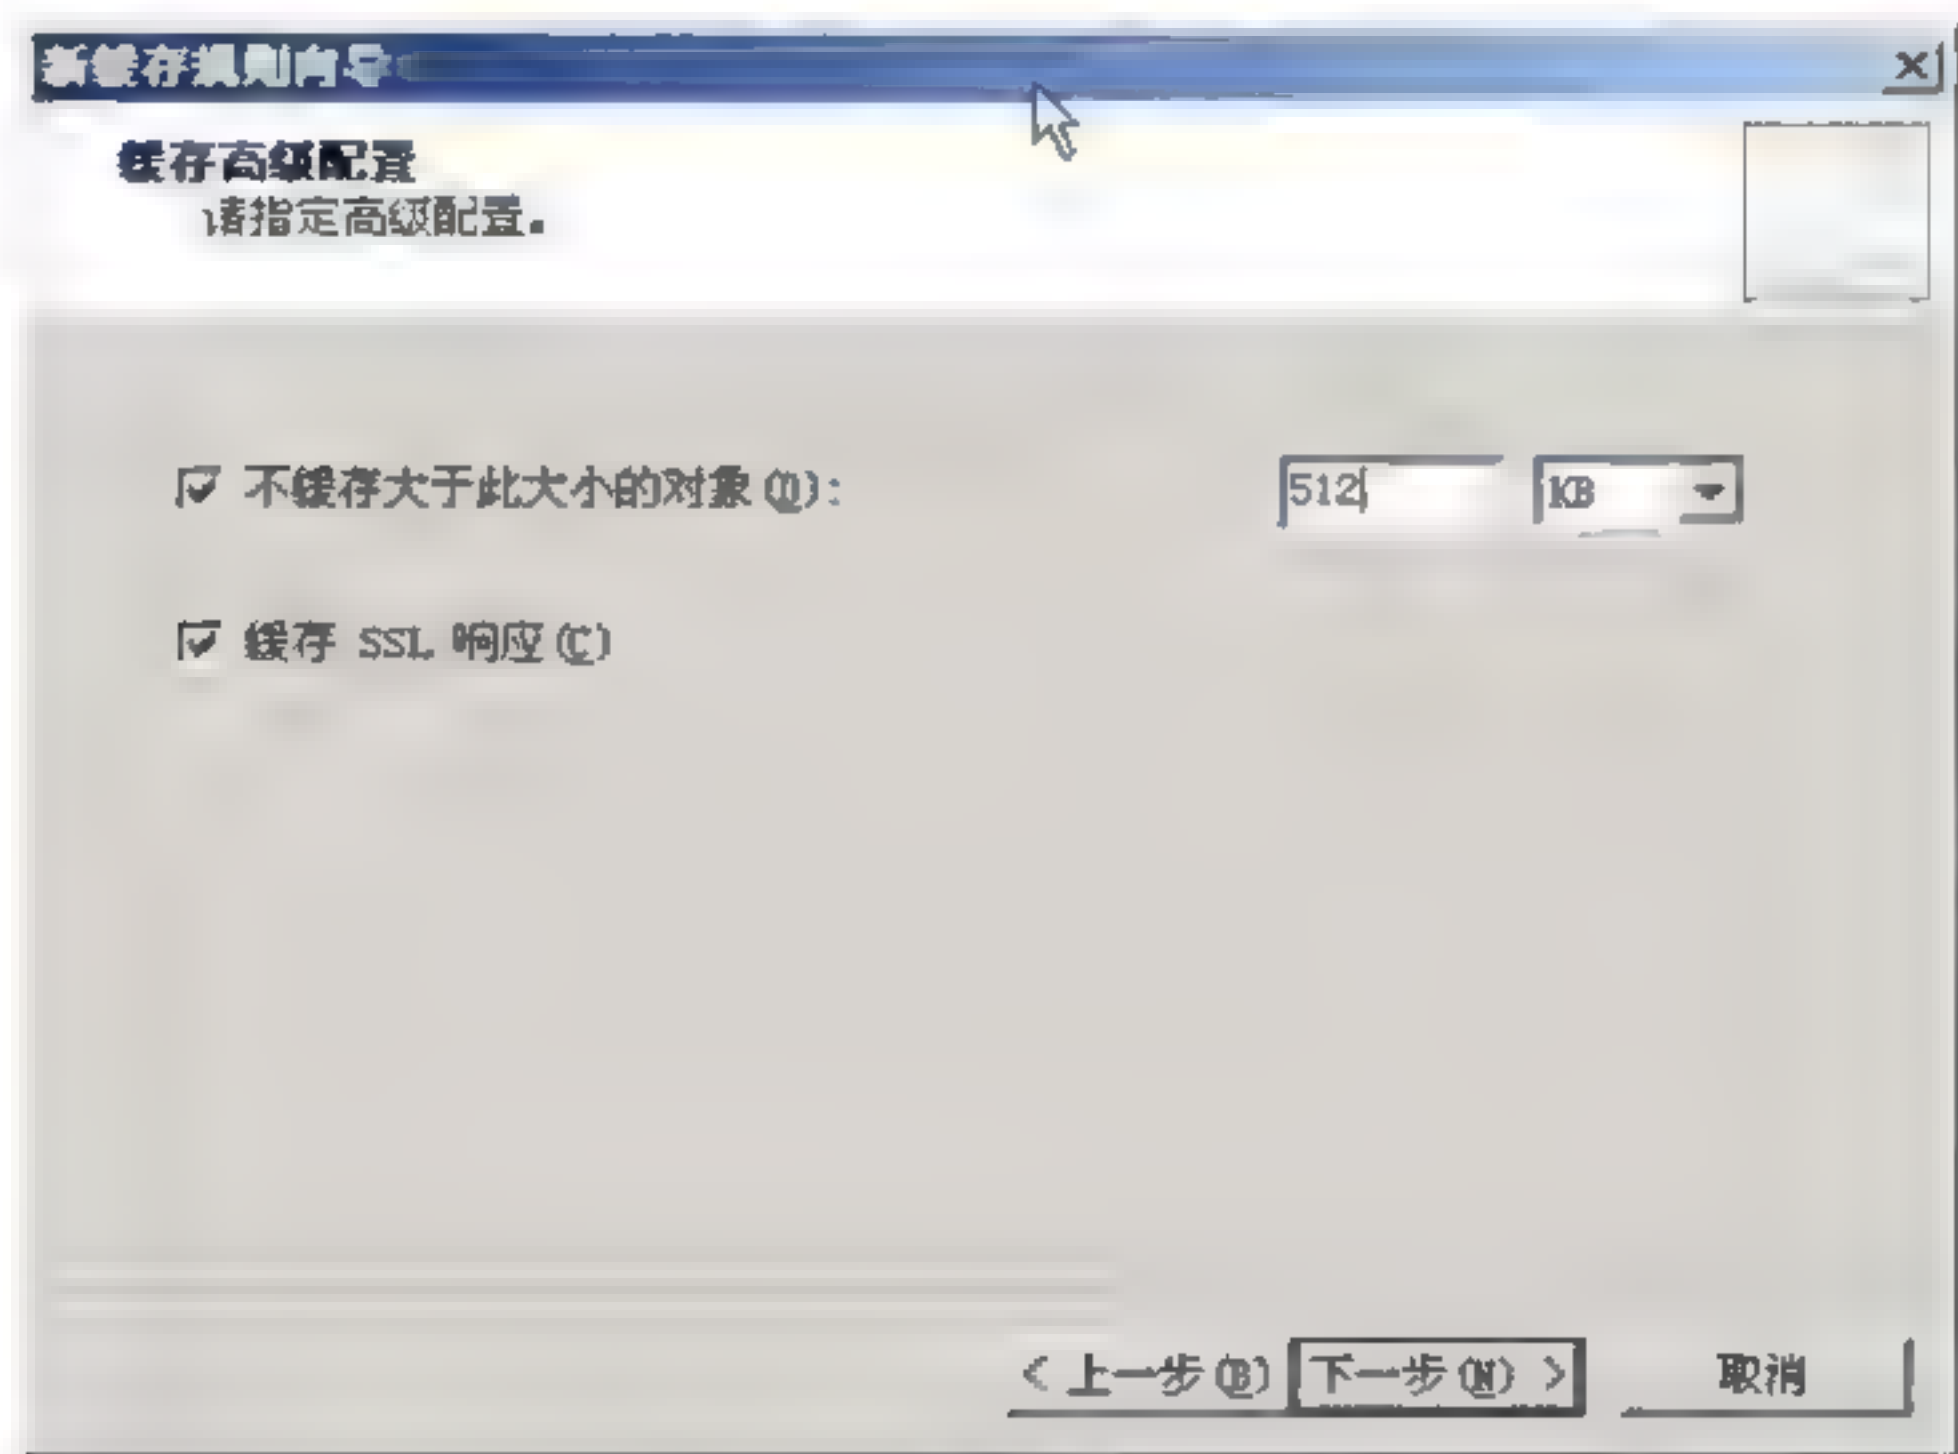 新缓存规则向导
缓存高级配置
请指定高级配置。
不缓存大于此大小的对象(I): 512 KB
缓存 SSL 响应(C)
< 上一步(B) 下一步(N) > 取消